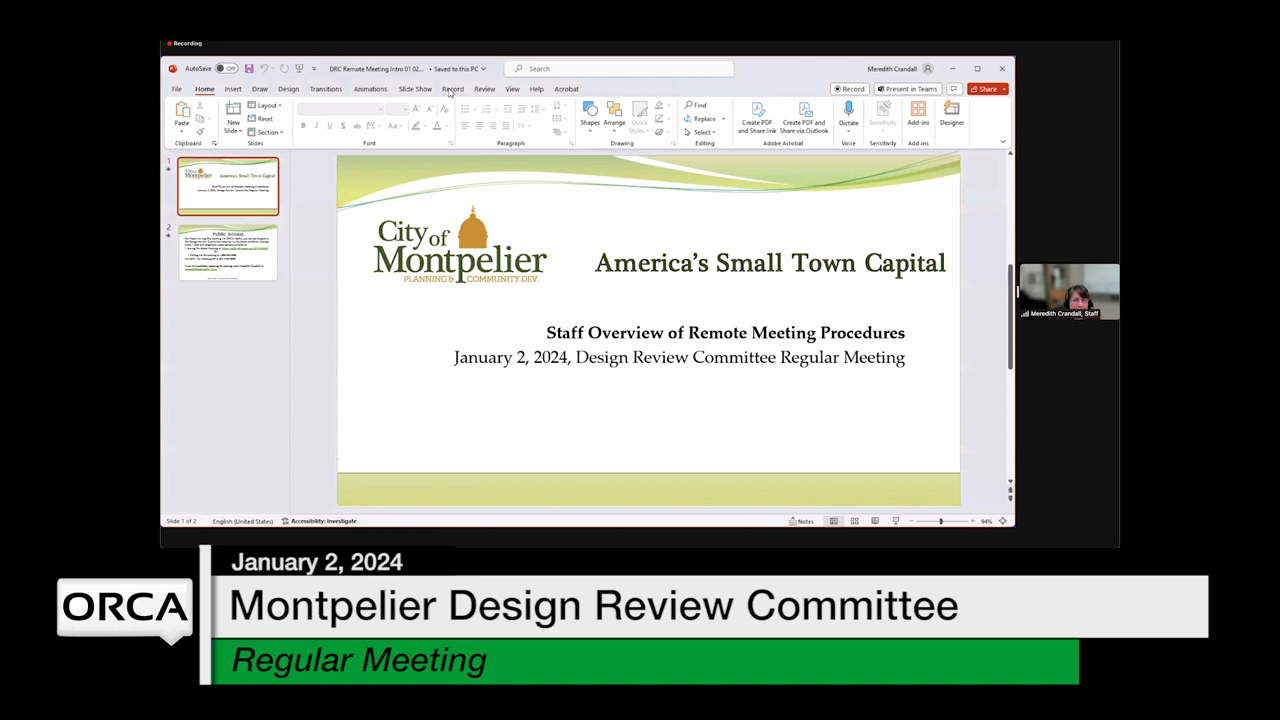 Recording
AutoSave Off DRC Remote Meeting Intro 01 02... • Saved to this PC Search Meredith Crandall
File Home Insert Draw Design Transitions Animations Slide Show Record Review View Help Acrobat Record Present in Teams Share
Paste
New Slide
Layout
Reset
Section
Shapes
Arrange
Quick Styles
Find
Replace
Select
Create PDF and Share link
Create PDF and Share via Outlook
Dictate
Sensitivity
Add-ins
Designer
Clipboard Slides Font Paragraph Drawing Editing Adobe Acrobat Voice Sensitivity Add-ins
1
2
Public Access
City of
Montpelier
PLANNING & COMMUNITY DEV.
America's Small Town Capital
Staff Overview of Remote Meeting Procedures
January 2, 2024, Design Review Committee Regular Meeting
Meredith Crandall, Staff
Slide 1 of 2 English (United States) Accessibility: Investigate Notes 94%
January 2, 2024
ORCA
Montpelier Design Review Committee
Regular Meeting